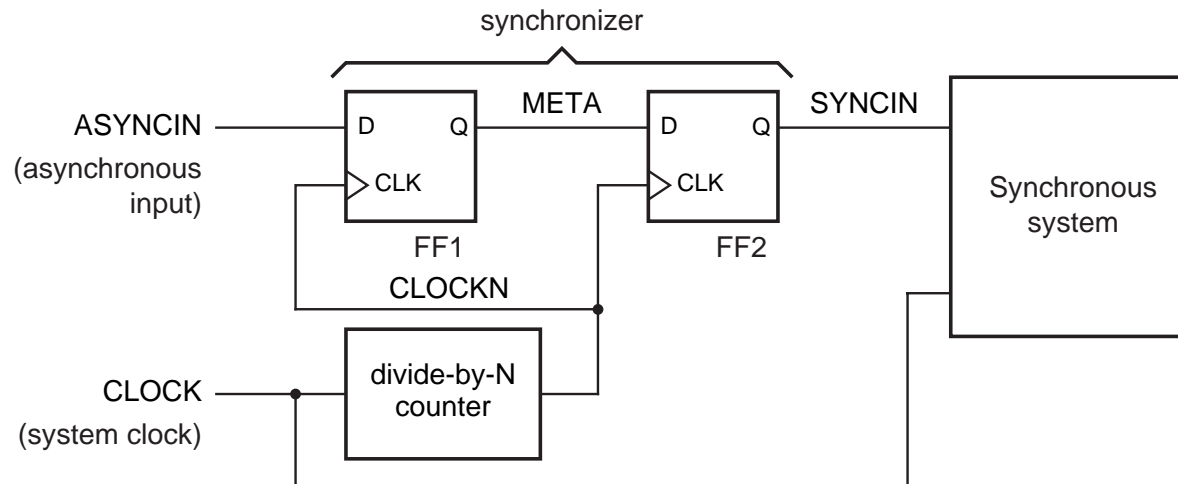 synchronizer
ASYNCIN
(asynchronous
input)
D
Q
CLK
FF1
META
D
Q
CLK
FF2
SYNCIN
Synchronous
system
CLOCKN
CLOCK
(system clock)
divide-by-N
counter